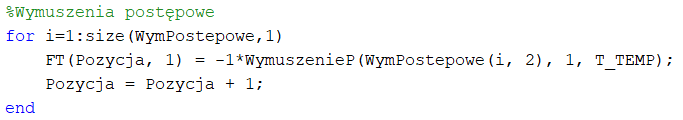 %Wymuszenia postępowe
for i=1:size(WymPostepowe,1)
    FT(Pozycja, 1) = -1*WymuszenieP(WymPostepowe(i, 2), 1, T_TEMP);
    Pozycja = Pozycja + 1;
end